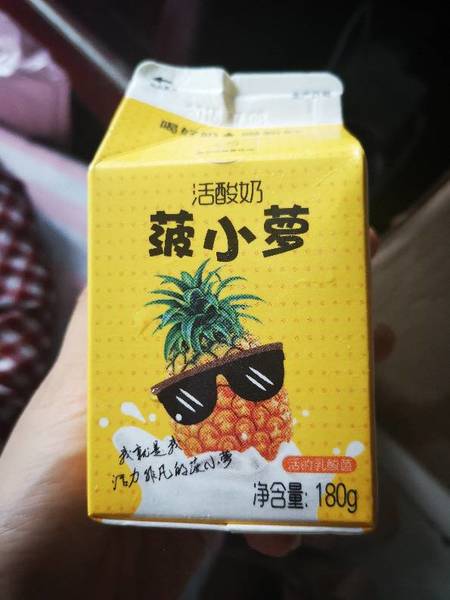 活酸奶
菠小萝
我就是我
活力非凡的菠小萝
活的乳酸菌
净含量: 180g